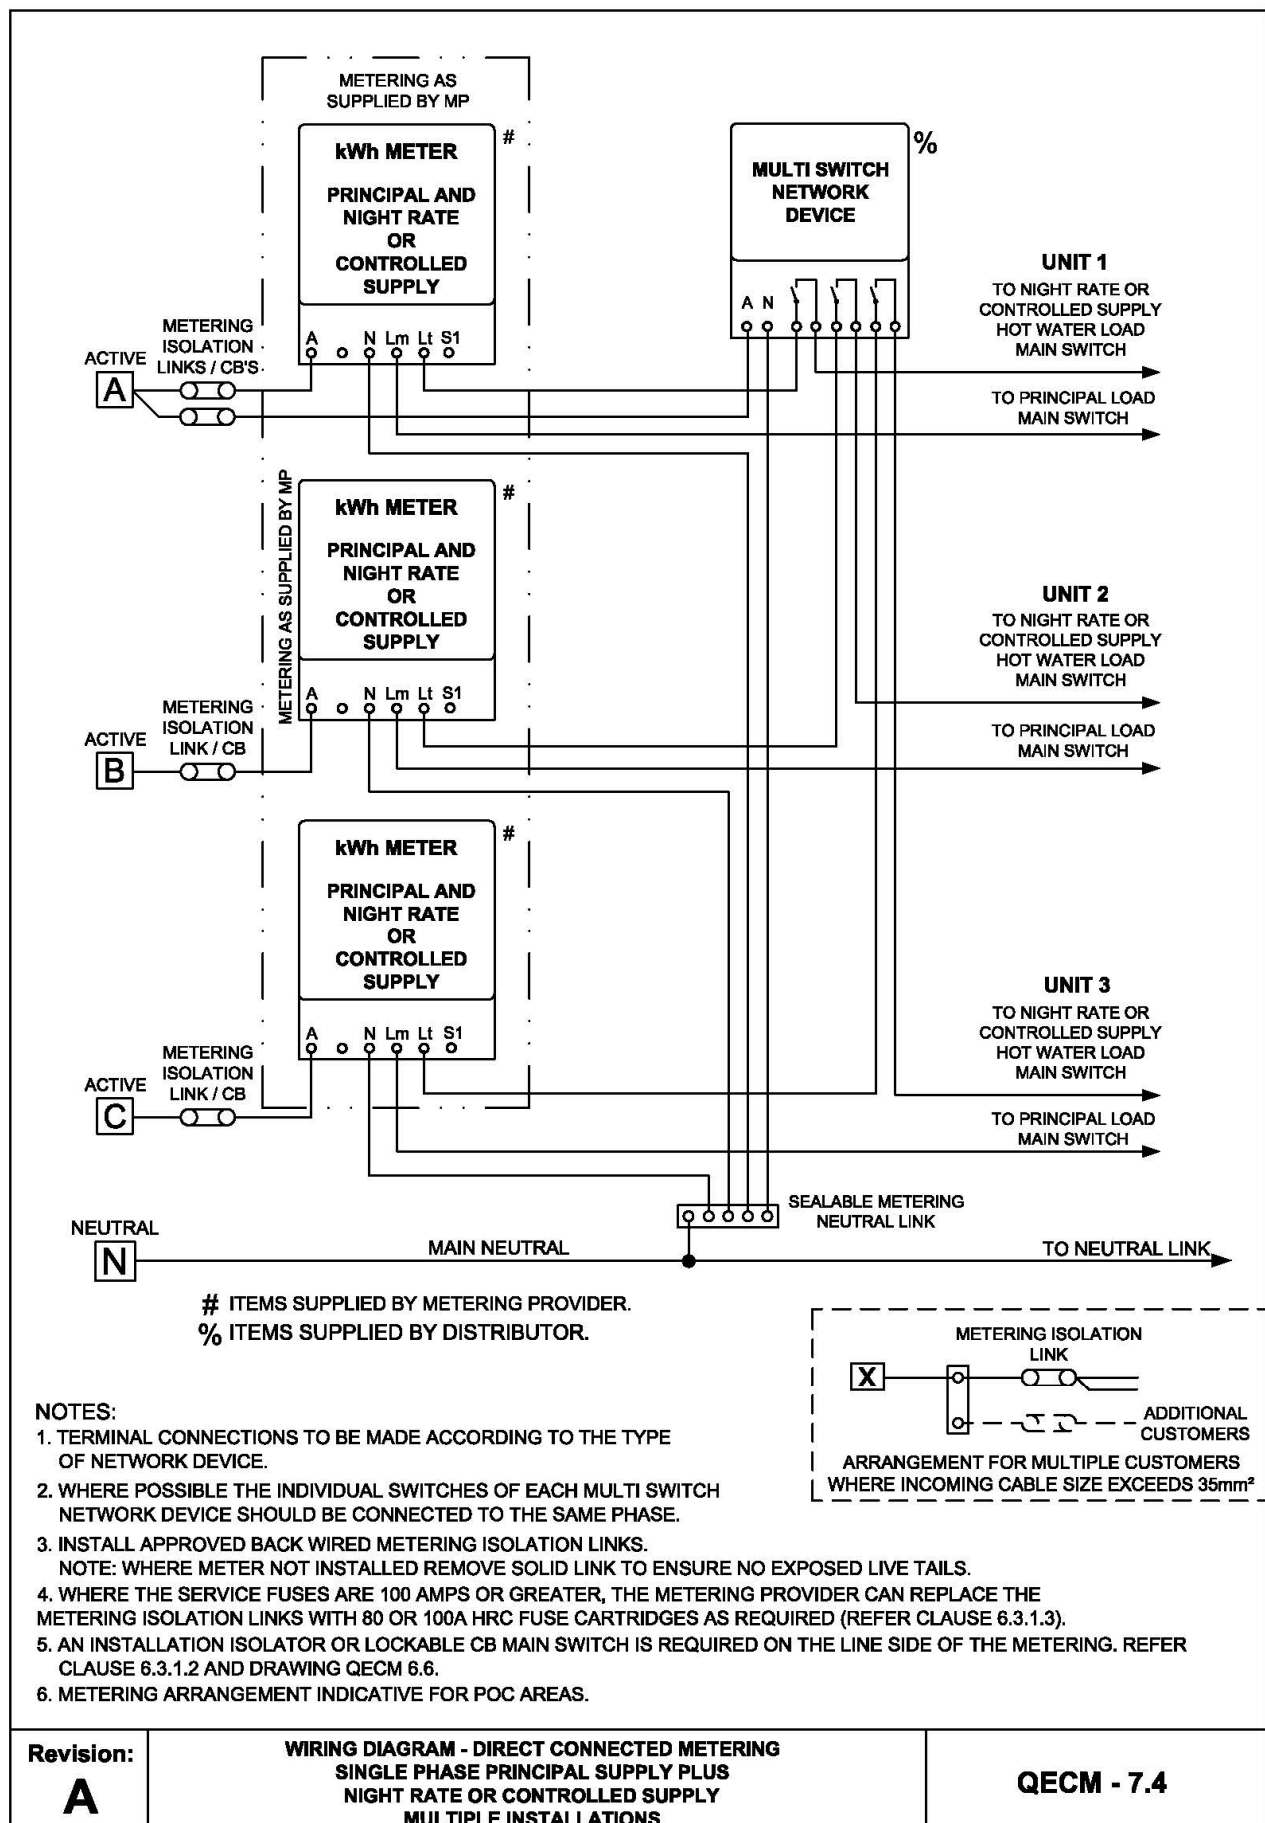 METERING AS
SUPPLIED BY MP
kWh METER
#
PRINCIPAL AND
NIGHT RATE
OR
CONTROLLED
SUPPLY
A N Lm Lt S1
MULTI SWITCH
NETWORK
DEVICE
%
A N
METERING
ISOLATION
LINKS / CB'S
ACTIVE
A
UNIT 1
TO NIGHT RATE OR
CONTROLLED SUPPLY
HOT WATER LOAD
MAIN SWITCH
TO PRINCIPAL LOAD
MAIN SWITCH
METERING AS SUPPLIED BY MP
kWh METER
#
PRINCIPAL AND
NIGHT RATE
OR
CONTROLLED
SUPPLY
A N Lm Lt S1
METERING
ISOLATION
LINK / CB
ACTIVE
B
UNIT 2
TO NIGHT RATE OR
CONTROLLED SUPPLY
HOT WATER LOAD
MAIN SWITCH
TO PRINCIPAL LOAD
MAIN SWITCH
kWh METER
#
PRINCIPAL AND
NIGHT RATE
OR
CONTROLLED
SUPPLY
A N Lm Lt S1
METERING
ISOLATION
LINK / CB
ACTIVE
C
UNIT 3
TO NIGHT RATE OR
CONTROLLED SUPPLY
HOT WATER LOAD
MAIN SWITCH
TO PRINCIPAL LOAD
MAIN SWITCH
SEALABLE METERING
NEUTRAL LINK
NEUTRAL
N
MAIN NEUTRAL
TO NEUTRAL LINK
# ITEMS SUPPLIED BY METERING PROVIDER.
% ITEMS SUPPLIED BY DISTRIBUTOR.
METERING ISOLATION
LINK
X
ADDITIONAL
CUSTOMERS
ARRANGEMENT FOR MULTIPLE CUSTOMERS
WHERE INCOMING CABLE SIZE EXCEEDS 35mm²
NOTES:
1. TERMINAL CONNECTIONS TO BE MADE ACCORDING TO THE TYPE
OF NETWORK DEVICE.
2. WHERE POSSIBLE THE INDIVIDUAL SWITCHES OF EACH MULTI SWITCH
NETWORK DEVICE SHOULD BE CONNECTED TO THE SAME PHASE.
3. INSTALL APPROVED BACK WIRED METERING ISOLATION LINKS.
NOTE: WHERE METER NOT INSTALLED REMOVE SOLID LINK TO ENSURE NO EXPOSED LIVE TAILS.
4. WHERE THE SERVICE FUSES ARE 100 AMPS OR GREATER, THE METERING PROVIDER CAN REPLACE THE
METERING ISOLATION LINKS WITH 80 OR 100A HRC FUSE CARTRIDGES AS REQUIRED (REFER CLAUSE 6.3.1.3).
5. AN INSTALLATION ISOLATOR OR LOCKABLE CB MAIN SWITCH IS REQUIRED ON THE LINE SIDE OF THE METERING. REFER
CLAUSE 6.3.1.2 AND DRAWING QECM 6.6.
6. METERING ARRANGEMENT INDICATIVE FOR POC AREAS.
Revision:
A
WIRING DIAGRAM - DIRECT CONNECTED METERING
SINGLE PHASE PRINCIPAL SUPPLY PLUS
NIGHT RATE OR CONTROLLED SUPPLY
MULTIPLE INSTALLATIONS
QECM - 7.4